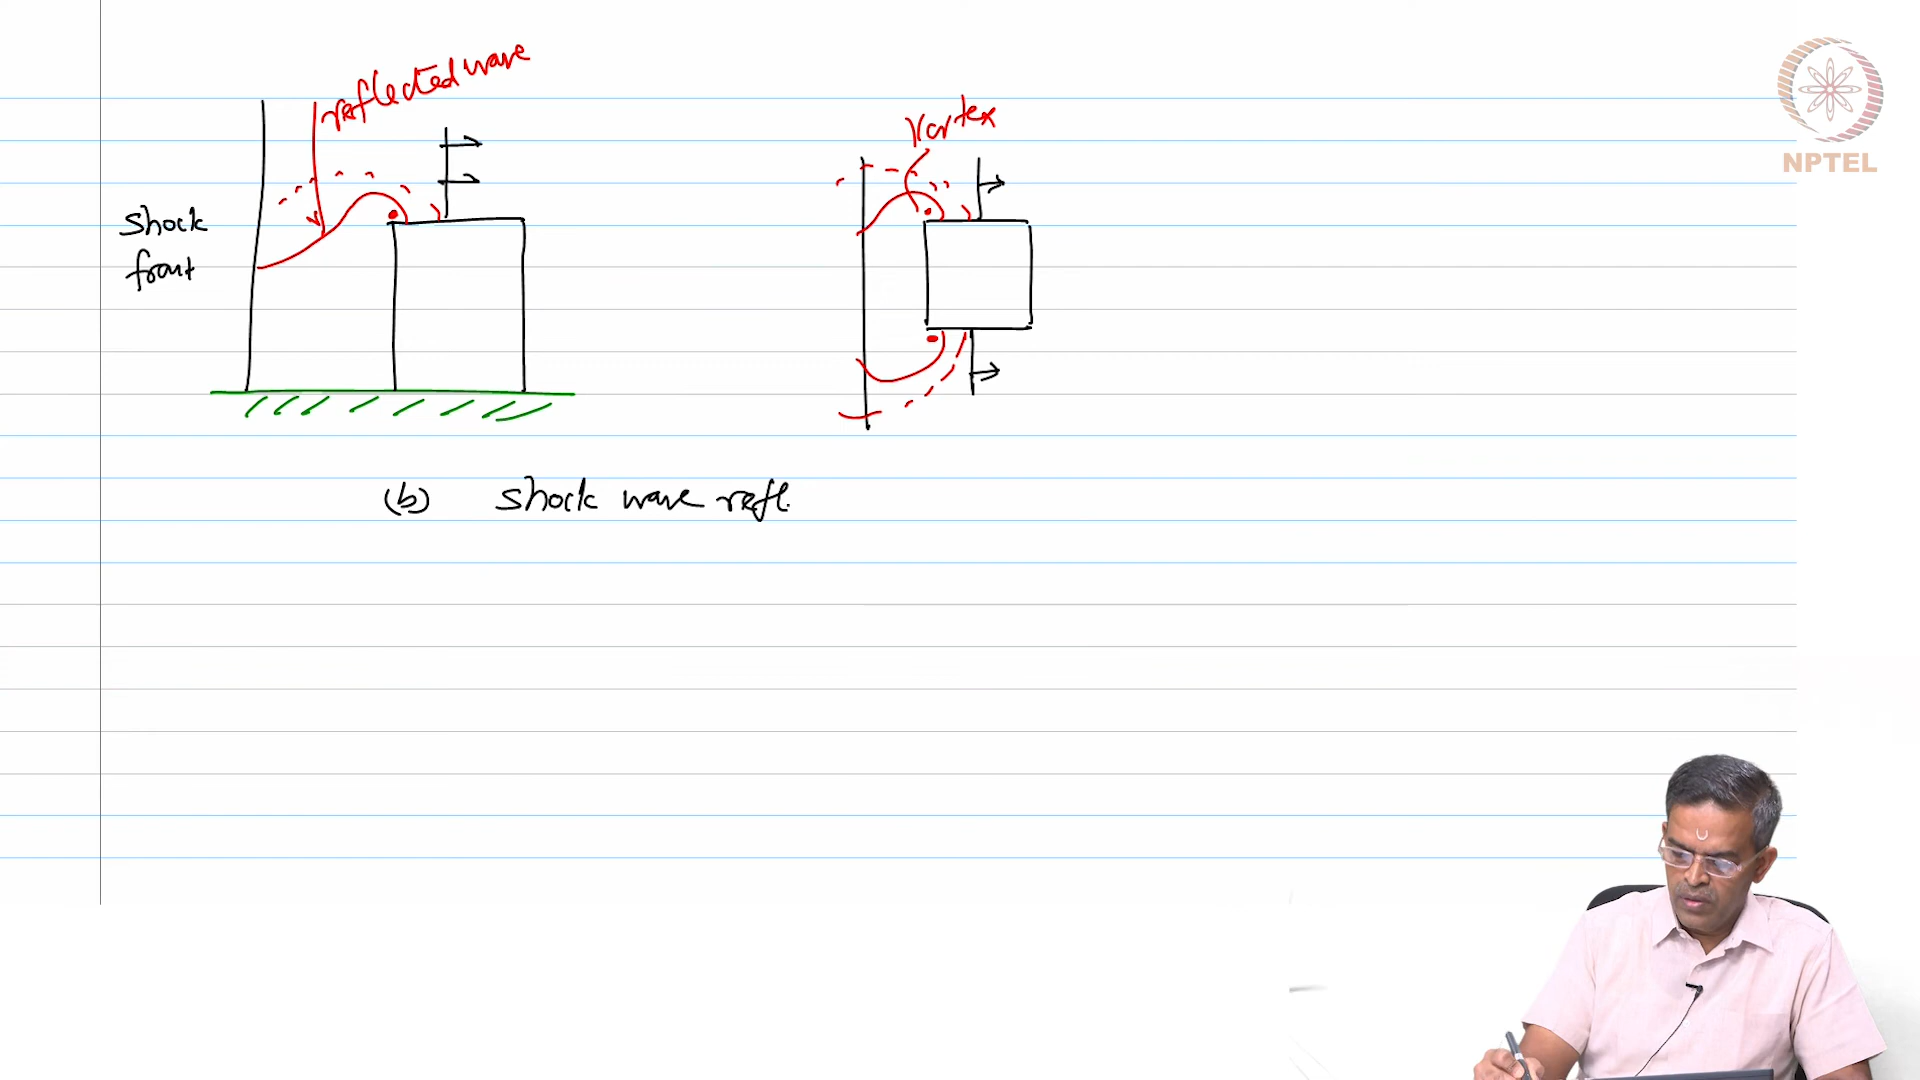 reflected wave
Vortex
NPTEL
Shock
front
(b) Shock wave refl.